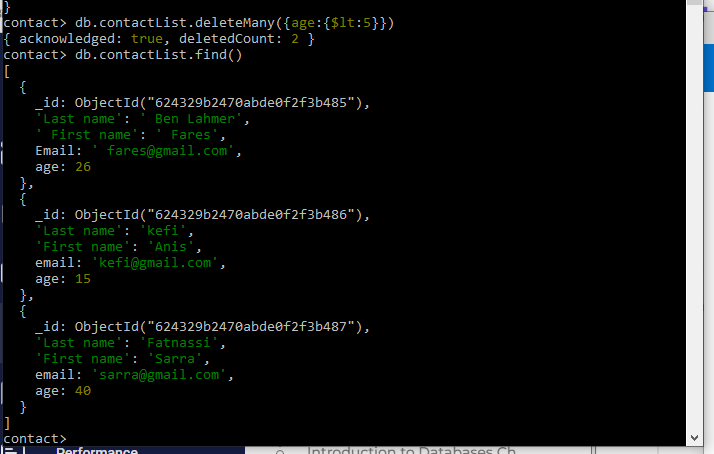 }
contact> db.contactList.deleteMany({age:{$lt:5}})
{ acknowledged: true, deletedCount: 2 }
contact> db.contactList.find()
[
  {
    _id: ObjectId("624329b2470abde0f2f3b485"),
    'Last name': ' Ben Lahmer',
    ' First name': ' Fares',
    Email: ' fares@gmail.com',
    age: 26
  },
  {
    _id: ObjectId("624329b2470abde0f2f3b486"),
    'Last name': 'kefi',
    'First name': 'Anis',
    email: 'kefi@gmail.com',
    age: 15
  },
  {
    _id: ObjectId("624329b2470abde0f2f3b487"),
    'Last name': 'Fatnassi',
    'First name': 'Sarra',
    email: 'sarra@gmail.com',
    age: 40
  }
]
contact>
Performance
Introduction to Databases Ch